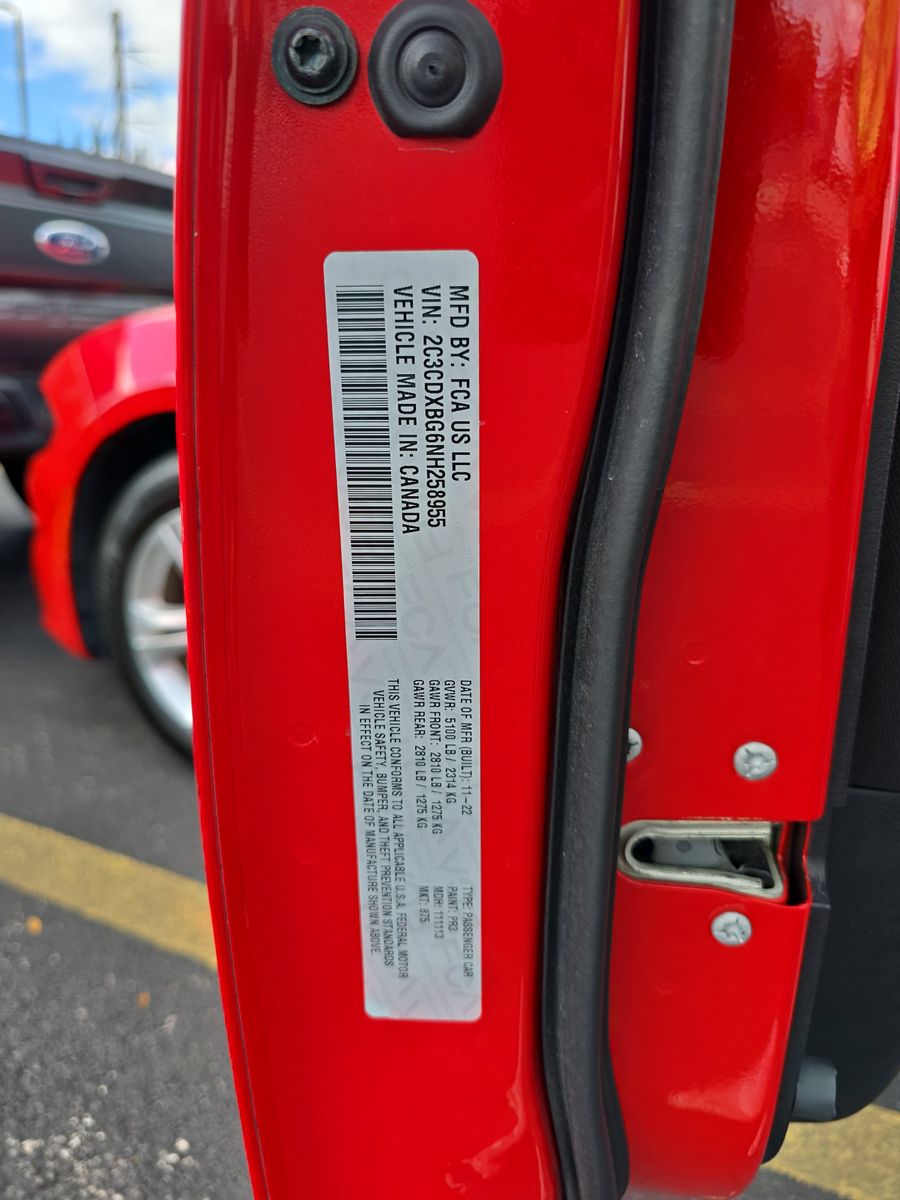 MFD BY: FCA US LLC
VIN: 2C3CDXBG6NH258955
VEHICLE MADE IN: CANADA
DATE OF MFR (BUILT): 11-22
GVWR: 5100 LB / 2314 KG
GAWR FRONT: 2810 LB / 1275 KG
GAWR REAR: 2810 LB / 1275 KG
TYPE: PASSENGER CAR
PAINT: PR3
MDH: 111113
MKT: 875
THIS VEHICLE CONFORMS TO ALL APPLICABLE U.S.A. FEDERAL MOTOR
VEHICLE SAFETY, BUMPER, AND THEFT PREVENTION STANDARDS
IN EFFECT ON THE DATE OF MANUFACTURE SHOWN ABOVE.
FCA
Ford